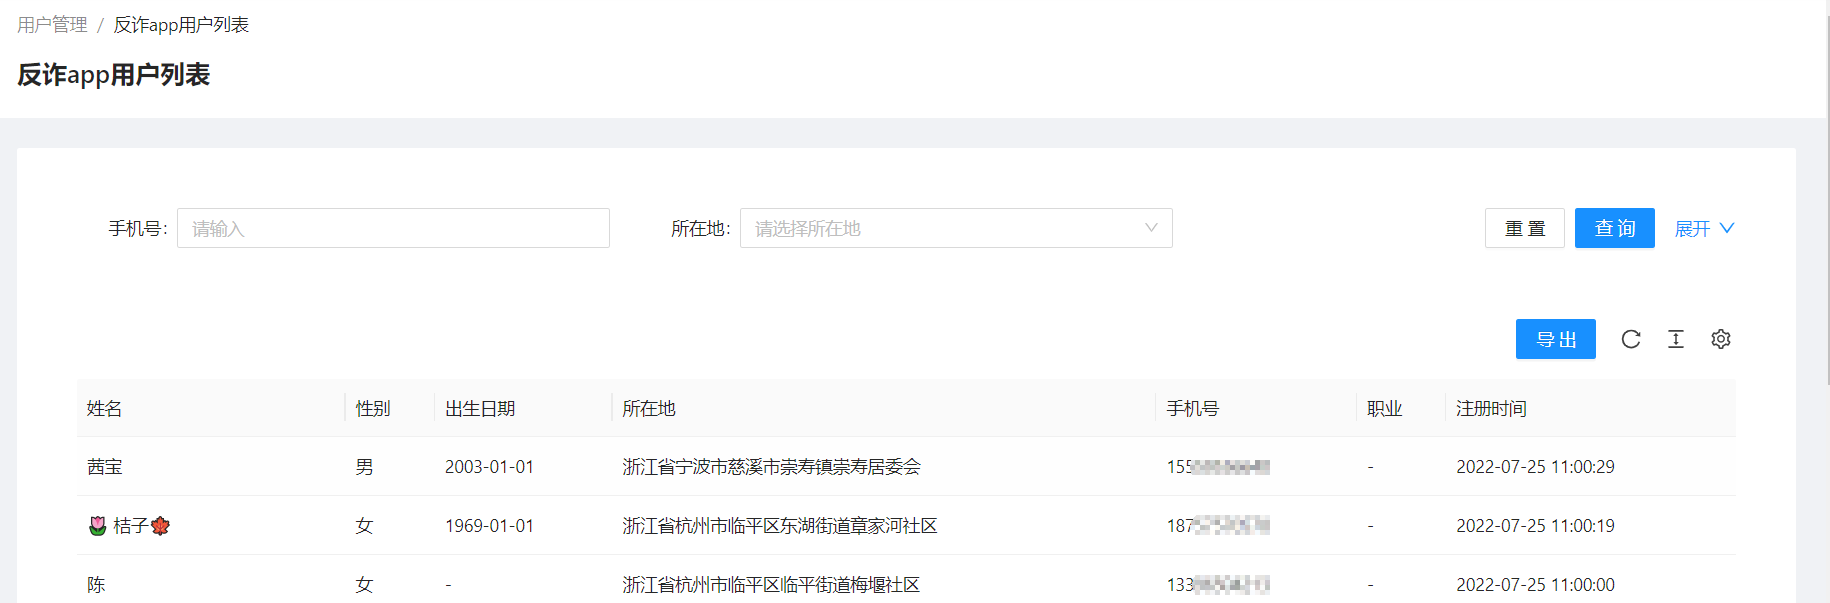 用户管理 / 反诈app用户列表
反诈app用户列表
手机号: 请输入 所在地: 请选择所在地 重置 查询 展开
导出
姓名 性别 出生日期 所在地 手机号 职业 注册时间
茜宝 男 2003-01-01 浙江省宁波市慈溪市崇寿镇崇寿居委会 155 - 2022-07-25 11:00:29
🌷桔子🍁 女 1969-01-01 浙江省杭州市临平区东湖街道章家河社区 187 - 2022-07-25 11:00:19
陈 女 - 浙江省杭州市临平区临平街道梅堰社区 133 - 2022-07-25 11:00:00